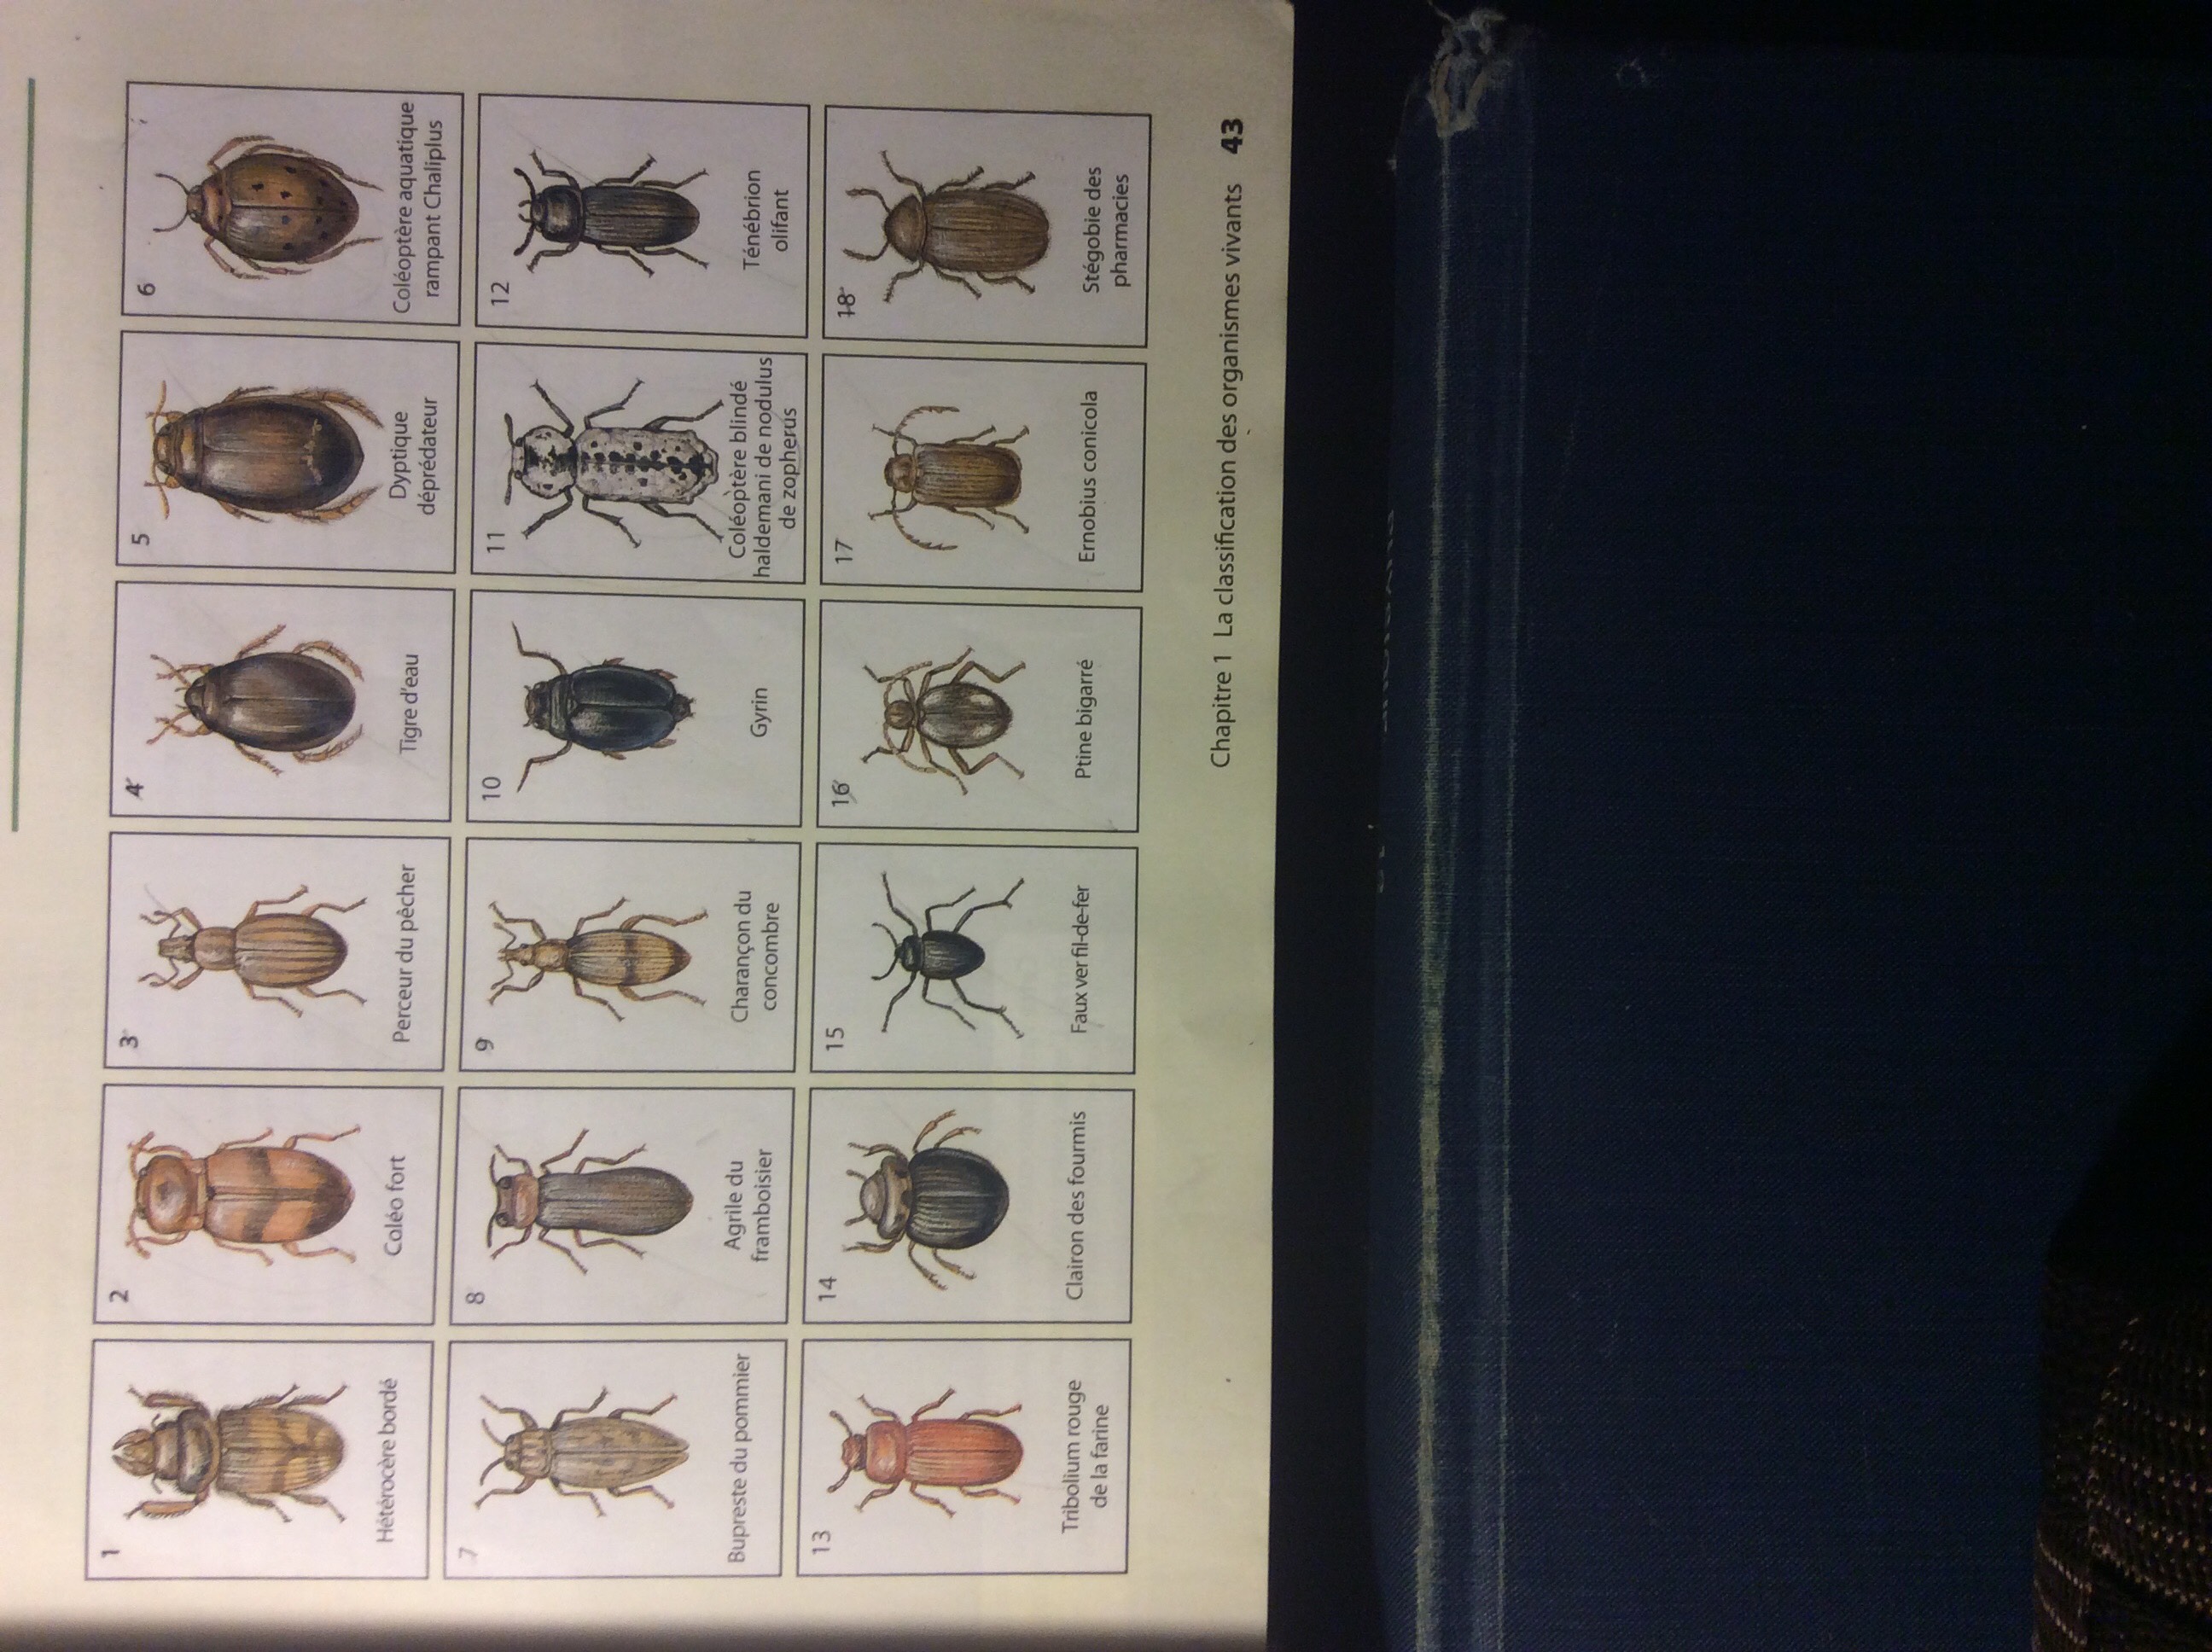 1
2
3
4
5
6
Hétérocère bordé
Coléo fort
Perceur du pêcher
Tigre d'eau
Dyptique
déprédateur
Coléoptère aquatique
rampant Chaliplus
7
8
9
10
11
12
Bupreste du pommier
Agrile du
framboisier
Charançon du
concombre
Gyrin
Coléoptère blindé
haldemani de nodulus
de zopherus
Ténébrion
olifant
13
14
15
16
17
18
Tribolium rouge
de la farine
Clairon des fourmis
Faux ver fil-de-fer
Ptine bigarré
Ernobius conicola
Stégobie des
pharmacies
Chapitre 1 La classification des organismes vivants 43